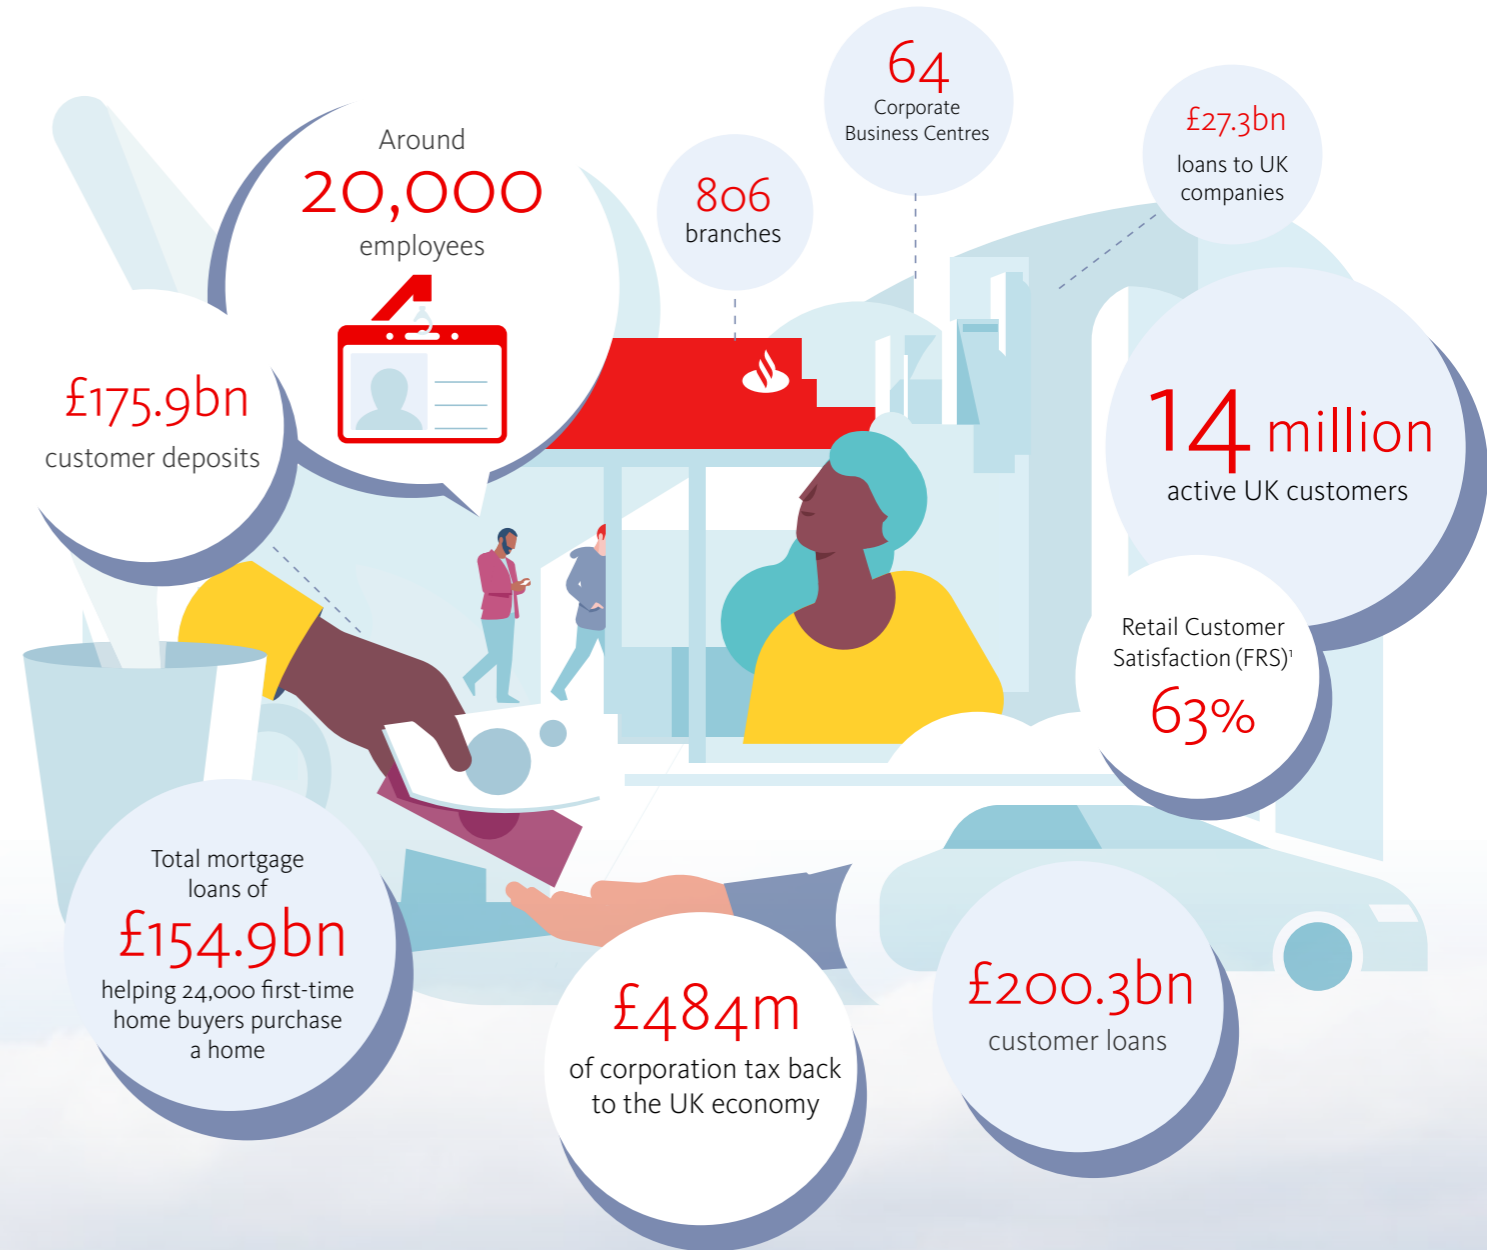 64
Corporate
Business Centres
£27.3bn
loans to UK
companies
Around
20,000
employees
806
branches
£175.9bn
customer deposits
14 million
active UK customers
Retail Customer
Satisfaction (FRS)¹
63%
Total mortgage
loans of
£154.9bn
helping 24,000 first-time
home buyers purchase
a home
£484m
of corporation tax back
to the UK economy
£200.3bn
customer loans